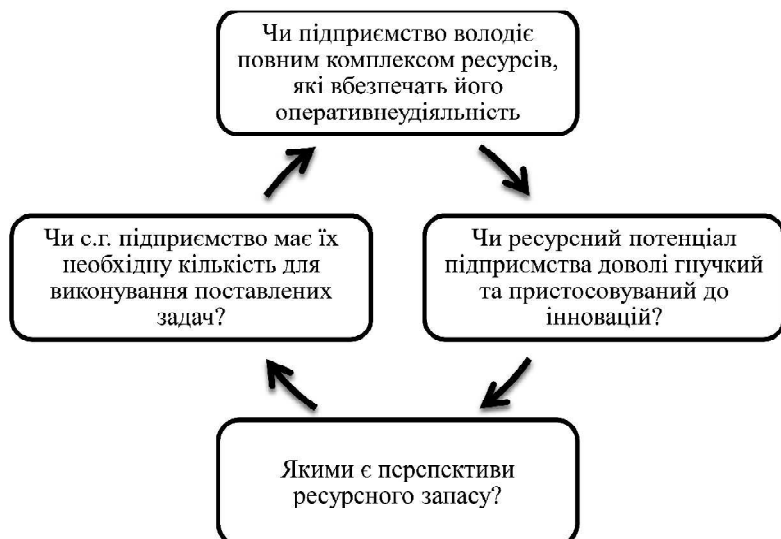 Чи підприємство володіє
повним комплексом ресурсів,
які вбезпечать його
оперативнеудіяльність
Чи с.г. підприємство має їх
необхідну кількість для
виконування поставлених
задач?
Чи ресурсний потенціал
підприємства доволі гнучкий
та пристосовуваний до
інновацій?
Якими є перспективи
ресурсного запасу?